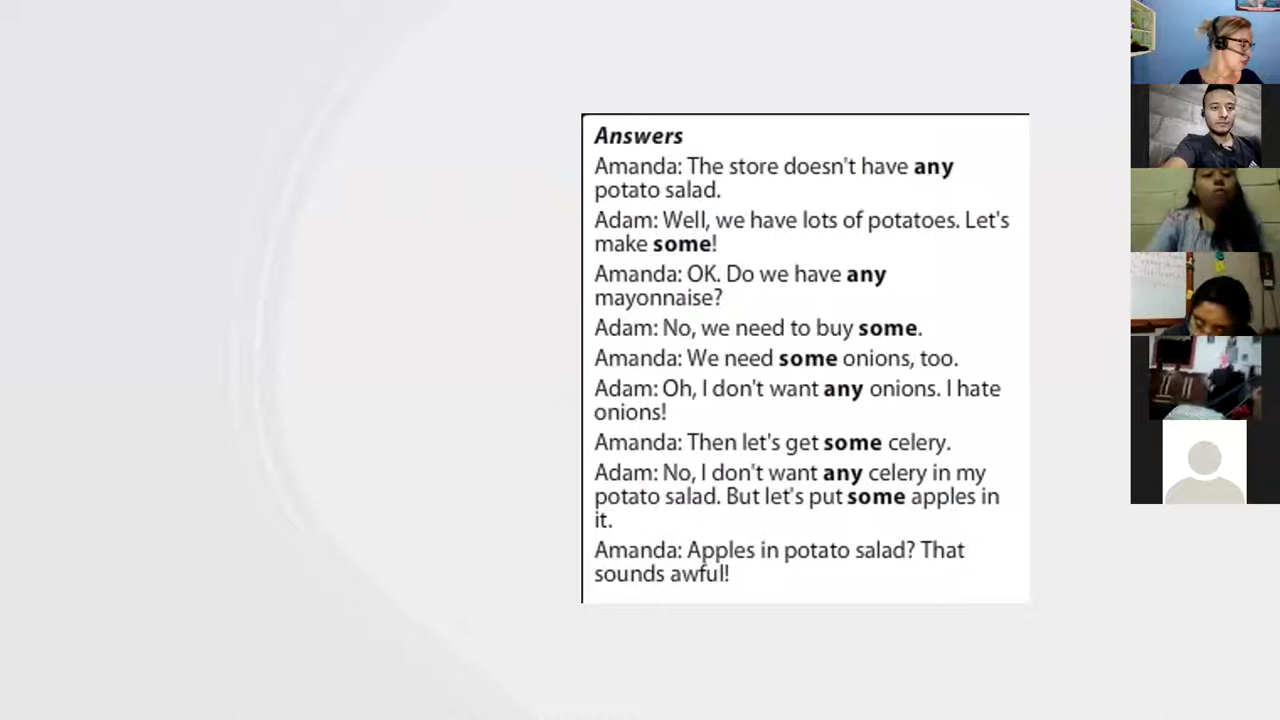 Answers
Amanda: The store doesn't have any
potato salad.
Adam: Well, we have lots of potatoes. Let's
make some!
Amanda: OK. Do we have any
mayonnaise?
Adam: No, we need to buy some.
Amanda: We need some onions, too.
Adam: Oh, I don't want any onions. I hate
onions!
Amanda: Then let's get some celery.
Adam: No, I don't want any celery in my
potato salad. But let's put some apples in
it.
Amanda: Apples in potato salad? That
sounds awful!